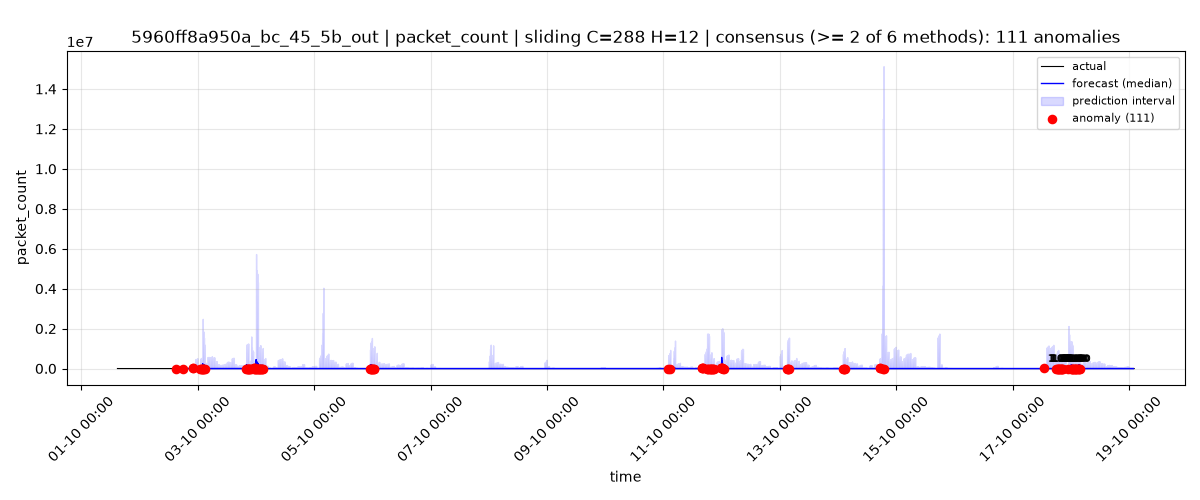 5960ff8a950a_bc_45_5b_out | packet_count | sliding C=288 H=12 | consensus (>= 2 of 6 methods): 111 anomalies
1e7
actual
forecast (median)
prediction interval
anomaly (111)
1.4
1.2
1.0
0.8
0.6
0.4
0.2
0.0
packet_count
01-10 00:00
03-10 00:00
05-10 00:00
07-10 00:00
09-10 00:00
11-10 00:00
13-10 00:00
15-10 00:00
17-10 00:00
19-10 00:00
time